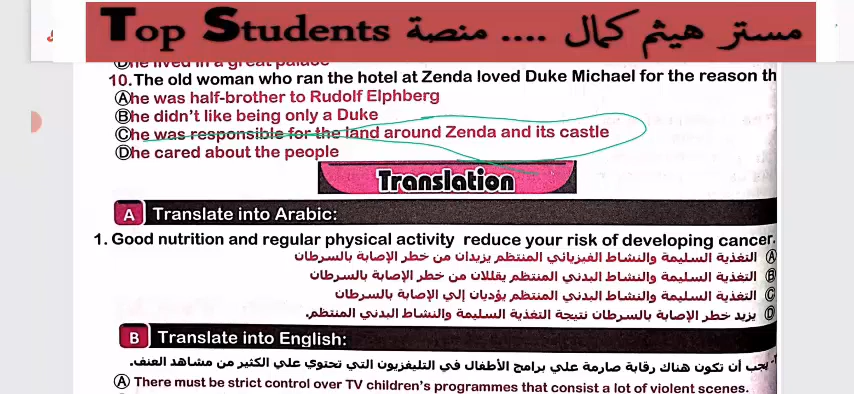 Top Students مستر هيثم كمال .... منصة
Ⓓhe lived in a great palace
10.The old woman who ran the hotel at Zenda loved Duke Michael for the reason th
Ⓐhe was half-brother to Rudolf Elphberg
Ⓑhe didn't like being only a Duke
Ⓒhe was responsible for the land around Zenda and its castle
Ⓓhe cared about the people
Translation
A Translate into Arabic:
1. Good nutrition and regular physical activity reduce your risk of developing cancer.
Ⓐ التغذية السليمة والنشاط الفيزيائي المنتظم يزيدان من خطر الإصابة بالسرطان
Ⓑ التغذية السليمة والنشاط البدني المنتظم يقللان من خطر الإصابة بالسرطان
Ⓒ التغذية السليمة والنشاط البدني المنتظم يؤديان إلي الإصابة بالسرطان
Ⓓ يزيد خطر الإصابة بالسرطان نتيجة التغذية السليمة والنشاط البدني المنتظم.
B Translate into English:
يجب أن تكون هناك رقابة صارمة علي برامج الأطفال في التليفزيون التي تحتوي علي الكثير من مشاهد العنف.
Ⓐ There must be strict control over TV children's programmes that consist a lot of violent scenes.